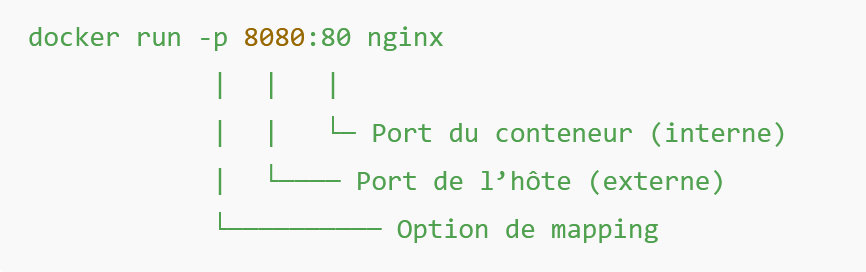 docker run -p 8080:80 nginx
│ │ │
│ │ └─ Port du conteneur (interne)
│ └──── Port de l’hôte (externe)
└────────── Option de mapping